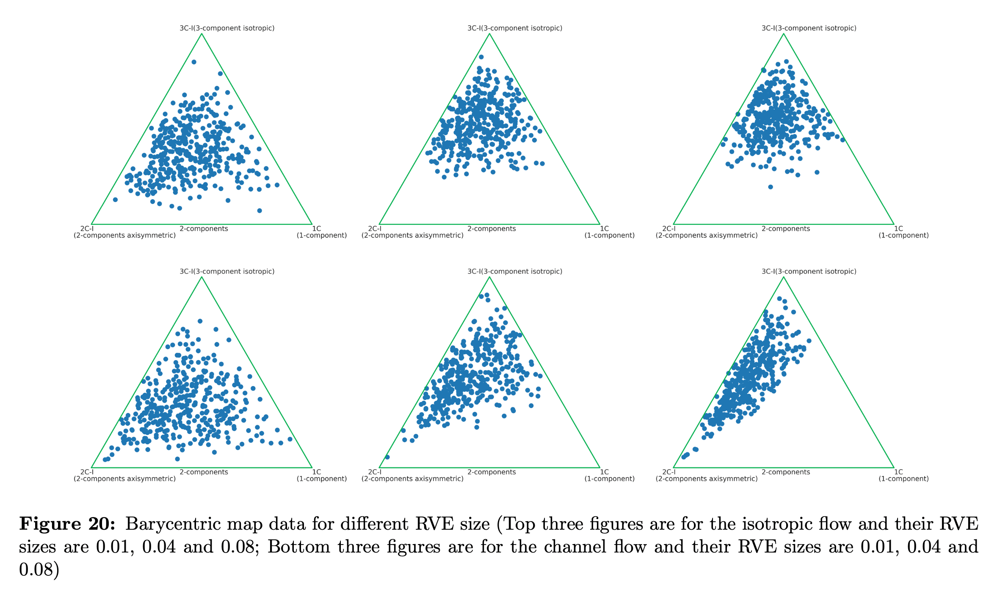 3C-I(3-component isotropic)
3C-I(3-component isotropic)
3C-I(3-component isotropic)
2C-I
(2-components axisymmetric)
2-components
1C
(1-component)
2C-I
(2-components axisymmetric)
2-components
1C
(1-component)
2C-I
(2-components axisymmetric)
2-components
1C
(1-component)
3C-I(3-component isotropic)
3C-I(3-component isotropic)
3C-I(3-component isotropic)
2C-I
(2-components axisymmetric)
2-components
1C
(1-component)
2C-I
(2-components axisymmetric)
2-components
1C
(1-component)
2C-I
(2-components axisymmetric)
2-components
1C
(1-component)
Figure 20: Barycentric map data for different RVE size (Top three figures are for the isotropic flow and their RVE
sizes are 0.01, 0.04 and 0.08; Bottom three figures are for the channel flow and their RVE sizes are 0.01, 0.04 and
0.08)